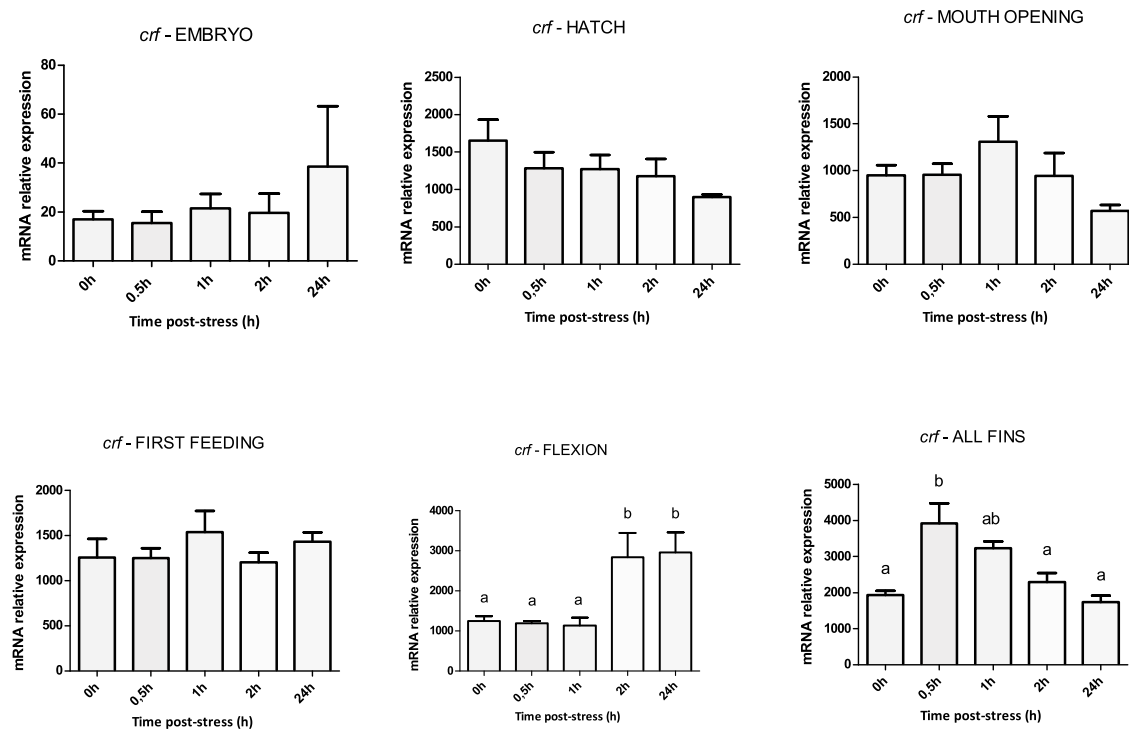 crf - EMBRYO
mRNA relative expression
80
60
40
20
0
0h
0.5h
1h
2h
24h
Time post-stress (h)
crf - HATCH
mRNA relative expression
2500
2000
1500
1000
500
0
0h
0,5h
1h
2h
24h
Time post-stress (h)
crf - MOUTH OPENING
mRNA relative expression
2000
1500
1000
500
0
0h
0,5h
1h
2h
24h
Time post-stress (h)
crf - FIRST FEEDING
mRNA relative expression
2000
1500
1000
500
0
0h
0,5h
1h
2h
24h
Time post-stress (h)
crf - FLEXION
mRNA relative expression
4000
3000
2000
1000
0
a
a
a
b
b
0h
0,5h
1h
2h
24h
Time post-stress (h)
crf - ALL FINS
mRNA relative expression
5000
4000
3000
2000
1000
0
a
b
ab
a
a
0h
0,5h
1h
2h
24h
Time post-stress (h)